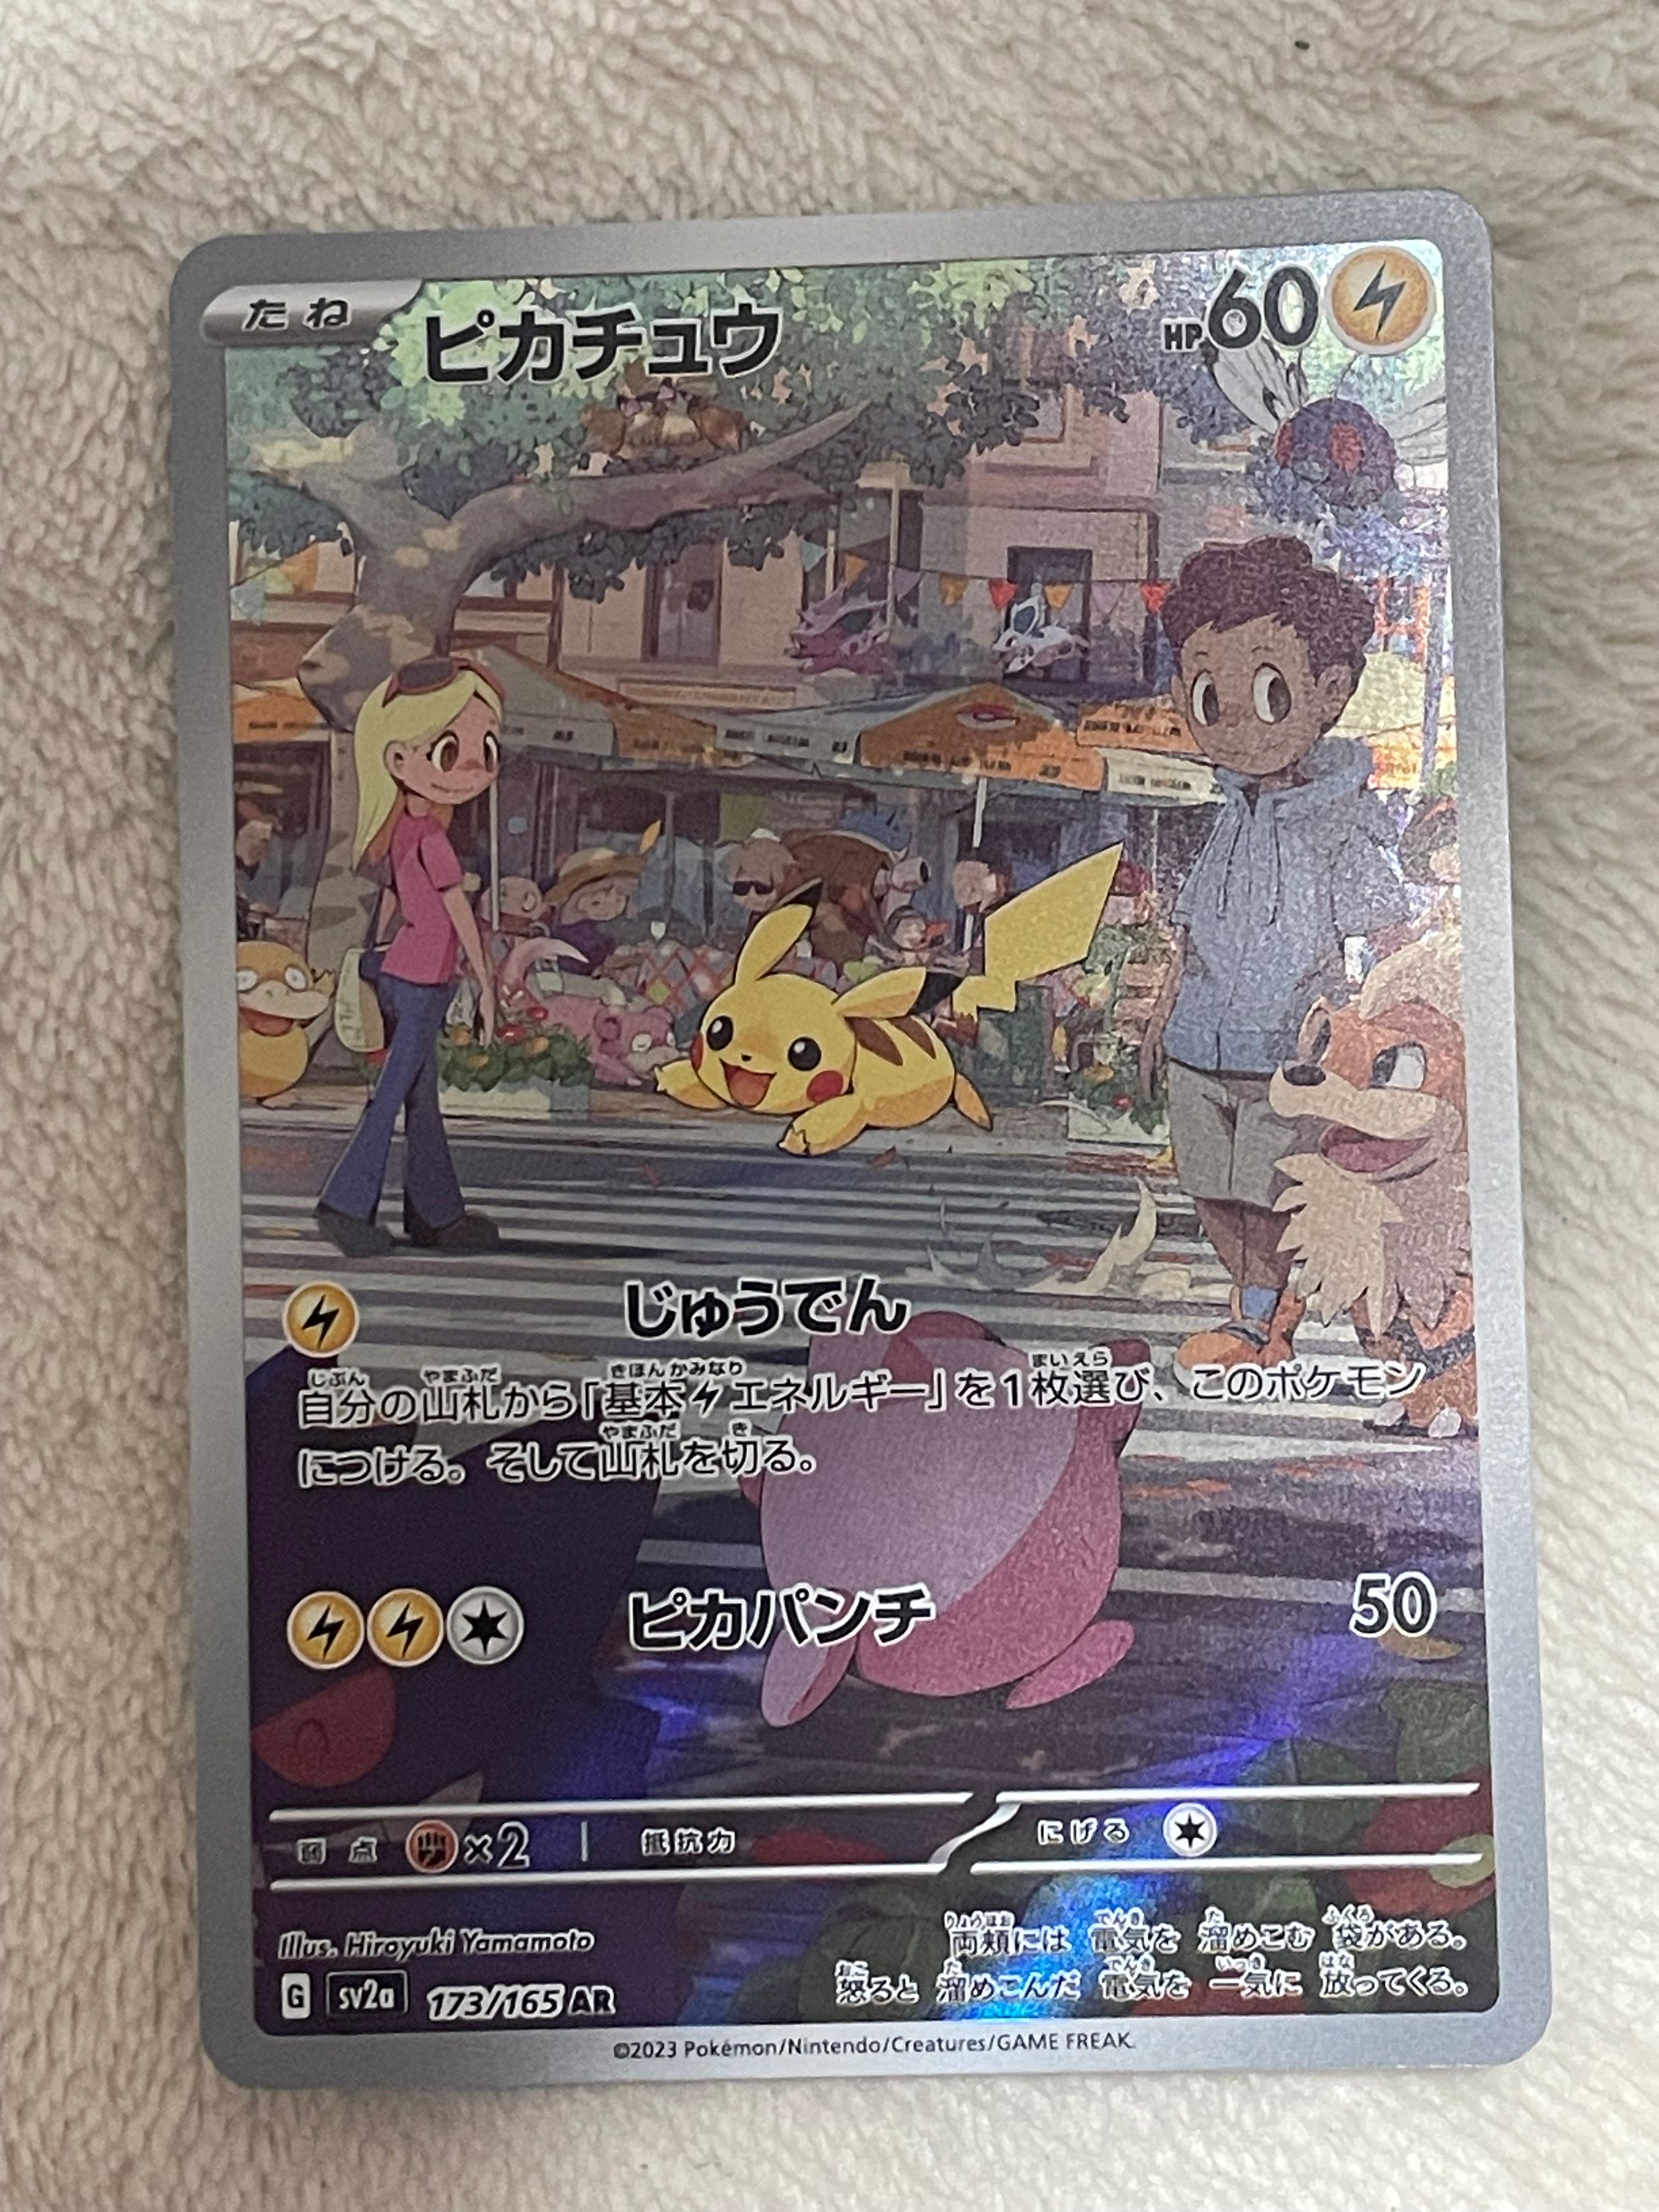 たね
ピカチュウ
HP60
じゅうでん
自分の山札から「基本エネルギー」を1枚選び、このポケモン
につける。そして山札を切る。
ピカパンチ 50
弱点 ×2 抵抗力 にげる
Illus. Hiroyuki Yamamoto
両頬には 電気を 溜めこむ 袋がある。
怒ると 溜めこんだ 電気を 一気に 放ってくる。
G sv2a 173/165 AR
©2023 Pokémon/Nintendo/Creatures/GAME FREAK.